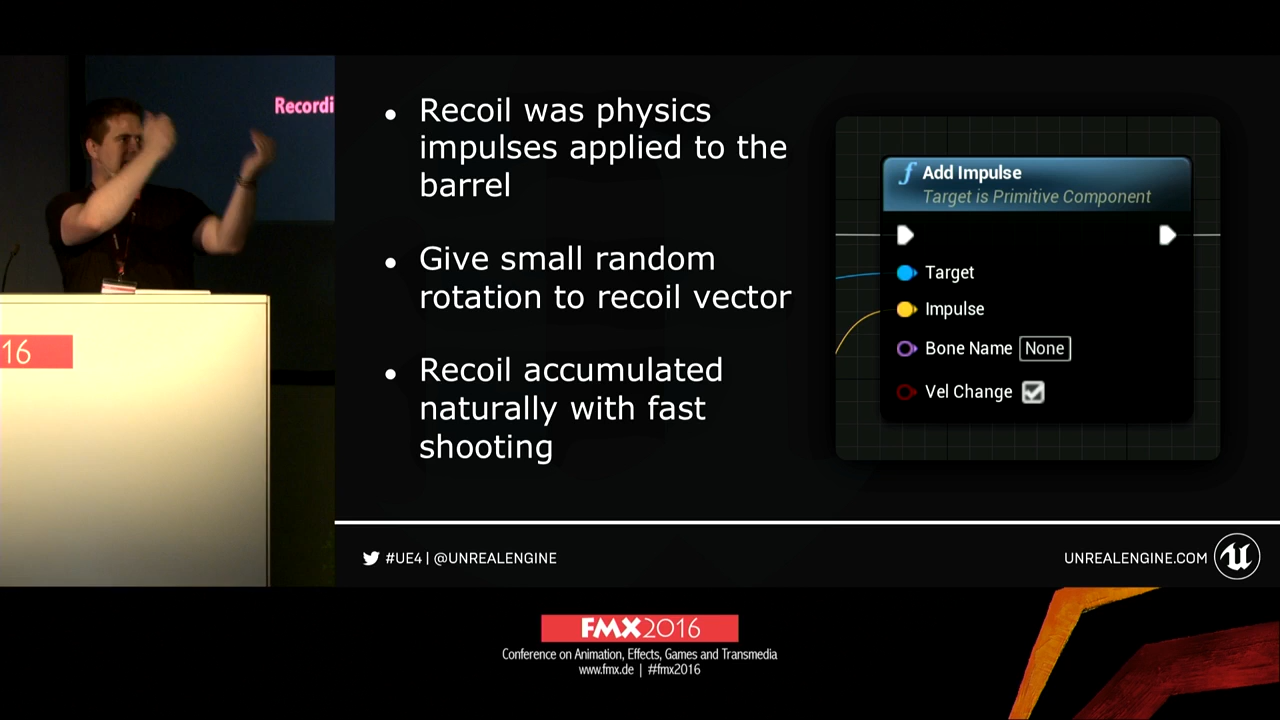 Recordi
16
● Recoil was physics
impulses applied to the
barrel
● Give small random
rotation to recoil vector
● Recoil accumulated
naturally with fast
shooting
f Add Impulse
Target is Primitive Component
Target
Impulse
Bone Name None
Vel Change
#UE4 | @UNREALENGINE
UNREALENGINE.COM
FMX2016
Conference on Animation, Effects, Games and Transmedia
www.fmx.de | #fmx2016